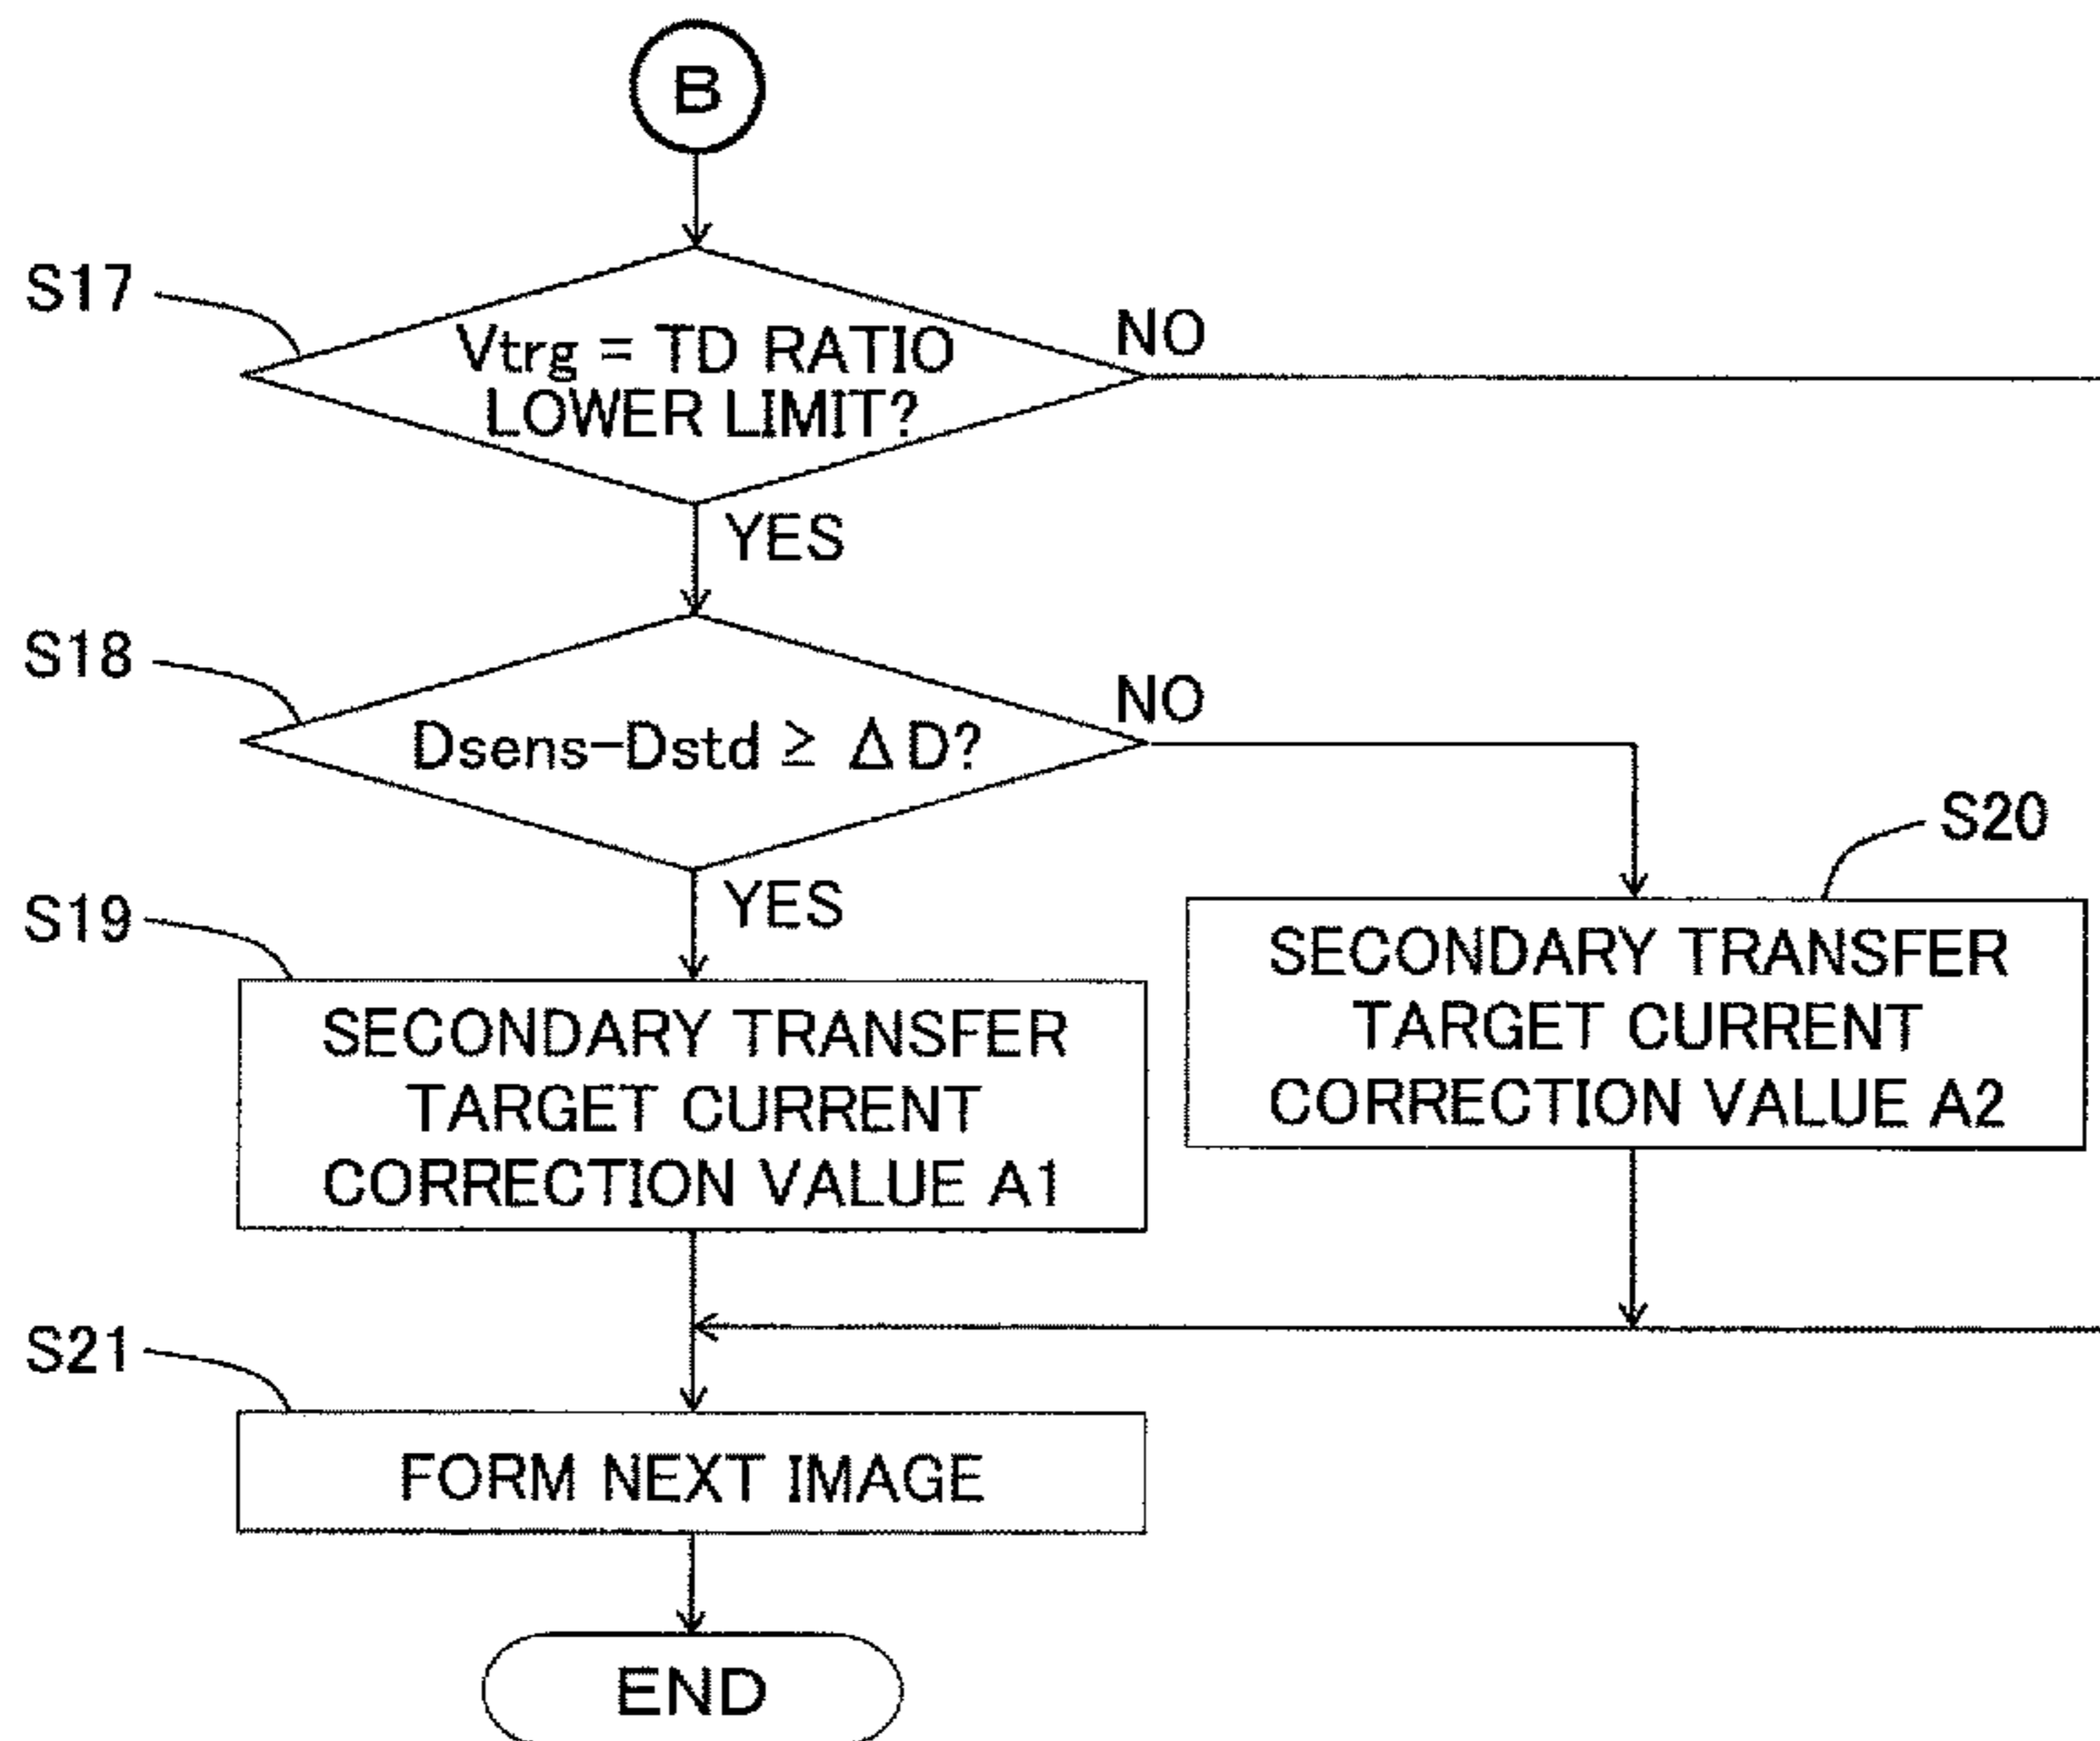 B
S17
Vtrg = TD RATIO
LOWER LIMIT?
NO
YES
S18
Dsens-Dstd ≥ ΔD?
NO
YES
S20
SECONDARY TRANSFER
TARGET CURRENT
CORRECTION VALUE A2
S19
SECONDARY TRANSFER
TARGET CURRENT
CORRECTION VALUE A1
S21
FORM NEXT IMAGE
END